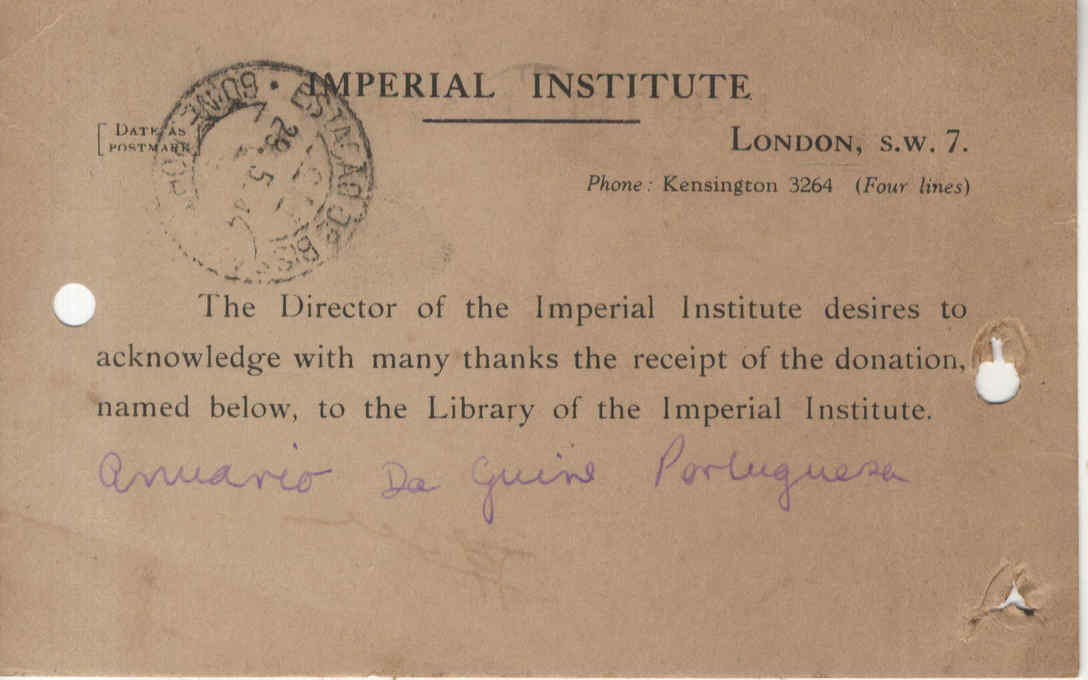 IMPERIAL INSTITUTE
DATE AS
POSTMARK
LONDON, S.W. 7.
Phone: Kensington 3264 (Four lines)
ESTAÇÃO DE
The Director of the Imperial Institute desires to
acknowledge with many thanks the receipt of the donation,
named below, to the Library of the Imperial Institute.
Anuario Da Guine Portuguesa